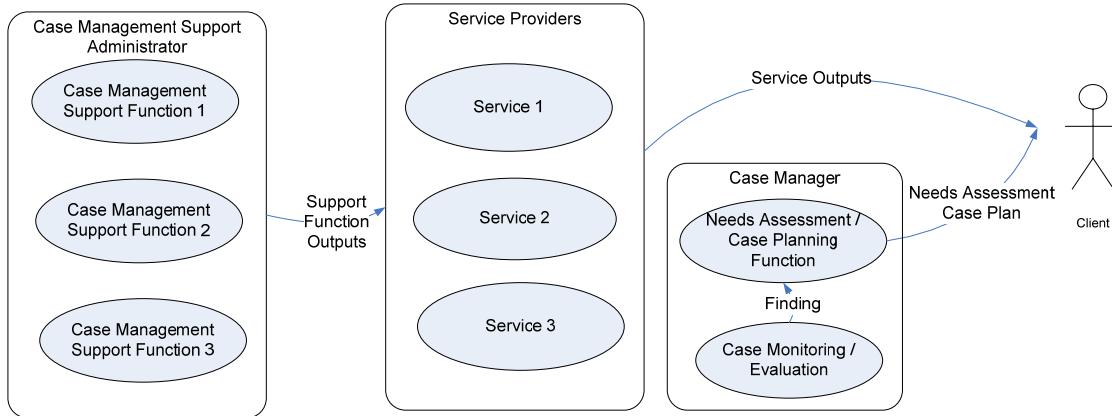 Case Management Support
Administrator
Case Management
Support Function 1
Case Management
Support Function 2
Case Management
Support Function 3
Support
Function
Outputs
Service Providers
Service 1
Service 2
Service 3
Service Outputs
Case Manager
Needs Assessment /
Case Planning
Function
Finding
Case Monitoring /
Evaluation
Needs Assessment
Case Plan
Client